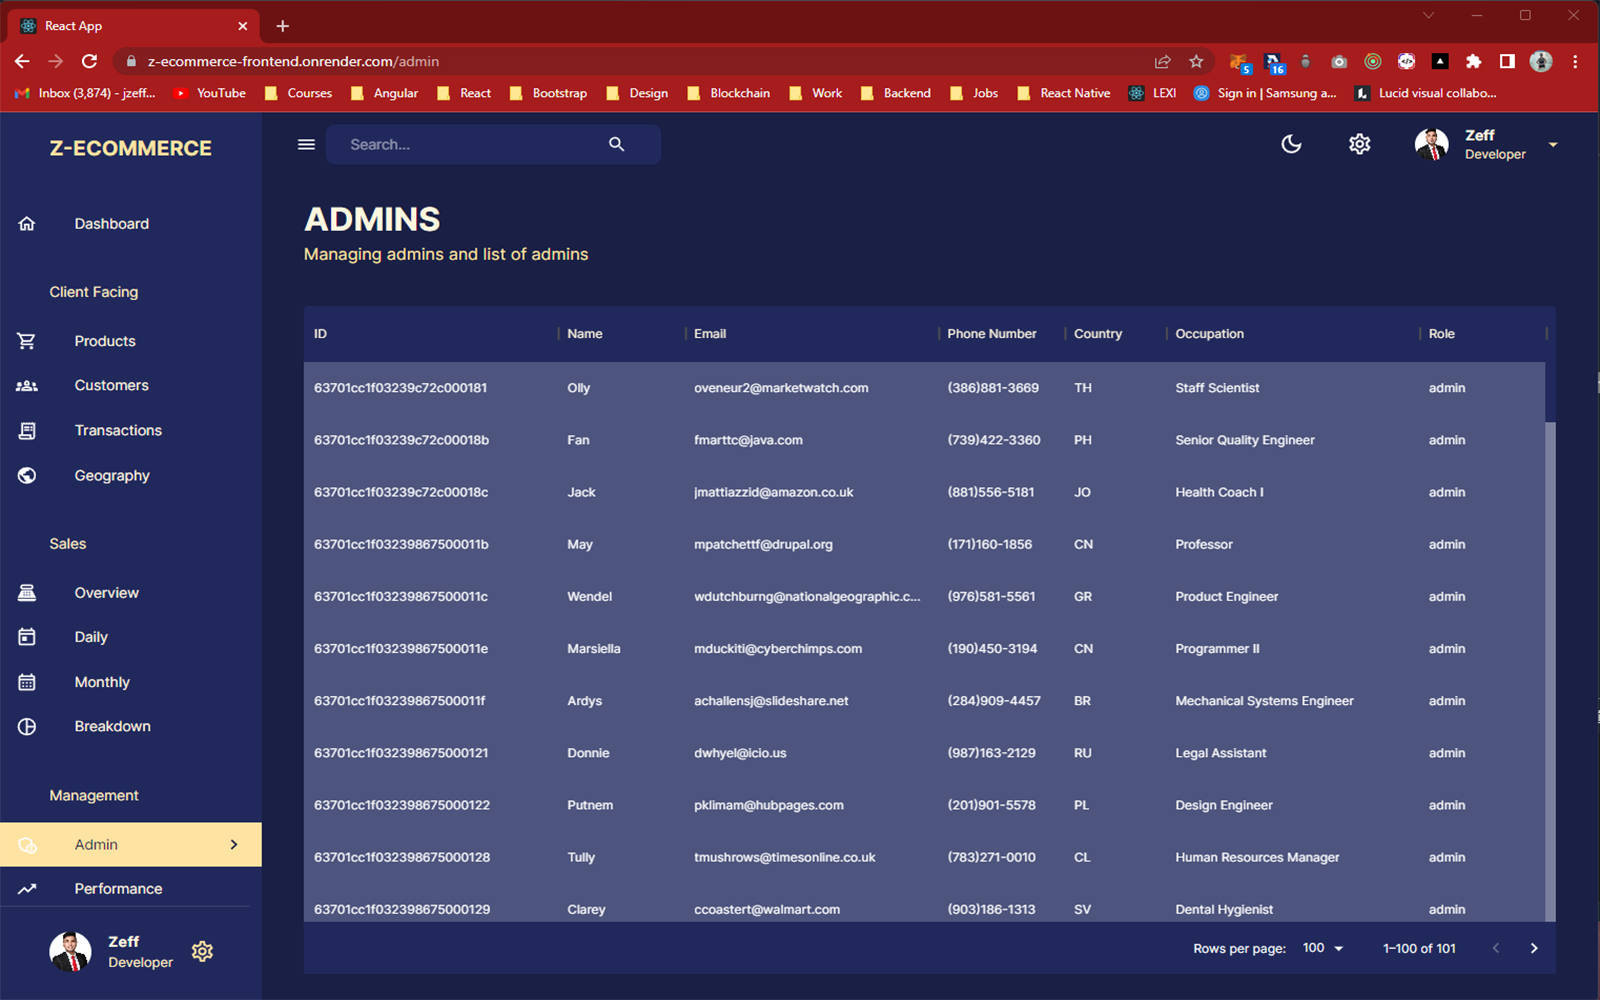 React App
z-ecommerce-frontend.onrender.com/admin
5
16
Inbox (3,874) - jzeff... YouTube Courses Angular React Bootstrap Design Blockchain Work Backend Jobs React Native LEXI Sign in | Samsung a... Lucid visual collabo...
Z-ECOMMERCE
Search...
Zeff
Developer
Dashboard
Client Facing
Products
Customers
Transactions
Geography
Sales
Overview
Daily
Monthly
Breakdown
Management
Admin
Performance
Zeff
Developer
ADMINS
Managing admins and list of admins
ID Name Email Phone Number Country Occupation Role
63701cc1f03239c72c000181 Olly oveneur2@marketwatch.com (386)881-3669 TH Staff Scientist admin
63701cc1f03239c72c00018b Fan fmarttc@java.com (739)422-3360 PH Senior Quality Engineer admin
63701cc1f03239c72c00018c Jack jmattiazzid@amazon.co.uk (881)556-5181 JO Health Coach I admin
63701cc1f03239867500011b May mpatchettf@drupal.org (171)160-1856 CN Professor admin
63701cc1f03239867500011c Wendel wdutchburng@nationalgeographic.c... (976)581-5561 GR Product Engineer admin
63701cc1f03239867500011e Marsiella mduckiti@cyberchimps.com (190)450-3194 CN Programmer II admin
63701cc1f03239867500011f Ardys achallensj@slideshare.net (284)909-4457 BR Mechanical Systems Engineer admin
63701cc1f032398675000121 Donnie dwhyel@icio.us (987)163-2129 RU Legal Assistant admin
63701cc1f032398675000122 Putnem pklimam@hubpages.com (201)901-5578 PL Design Engineer admin
63701cc1f032398675000128 Tully tmushrows@timesonline.co.uk (783)271-0010 CL Human Resources Manager admin
63701cc1f032398675000129 Clarey ccoastert@walmart.com (903)186-1313 SV Dental Hygienist admin
Rows per page: 100 1–100 of 101